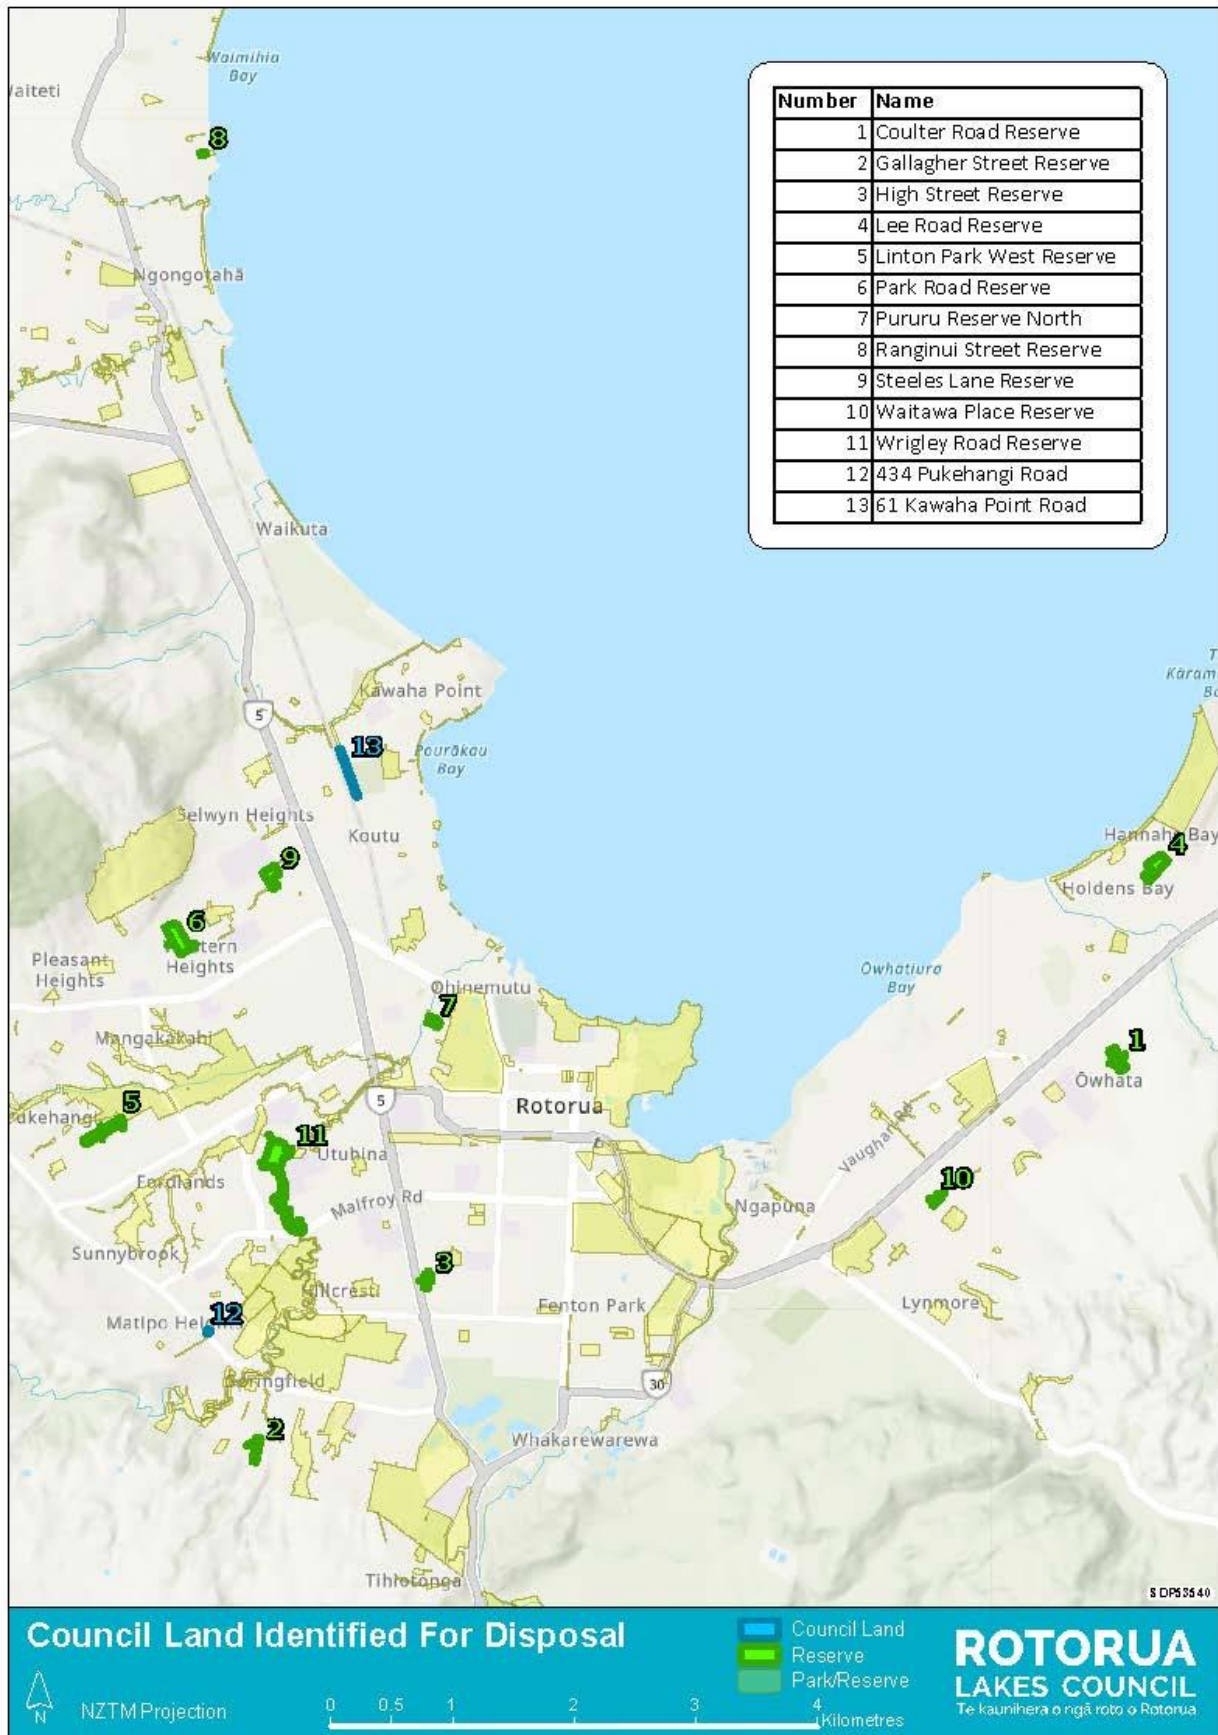 Waimihia
Bay
Waiteti
8
Number Name
1 Coulter Road Reserve
2 Gallagher Street Reserve
3 High Street Reserve
4 Lee Road Reserve
5 Linton Park West Reserve
6 Park Road Reserve
7 Pururu Reserve North
8 Ranginui Street Reserve
9 Steeles Lane Reserve
10 Waitawa Place Reserve
11 Wrigley Road Reserve
12 434 Pukehangi Road
13 61 Kawaha Point Road
Ngongotahā
Waikuta
Kawaha Point
5
13
Pourākau
Bay
Selwyn Heights
Koutu
Hannahs Bay
4
9
Holdens Bay
6
Heights
Pleasant
Heights
Ōwhatiura
Bay
Ohinemutu
7
Mangakakahi
1
Ōwhata
5
5
Rotorua
Pukehangi
11
Utuhina
Vaughan Rd
Fordlands
Malfroy Rd
10
Ngapuna
Sunnybrook
3
Hillcrest
12
Fenton Park
Lynmore
Matipo Heights
Springfield
30
2
Whakarewarewa
Tihiotonga
SDP53540
Council Land Identified For Disposal
Council Land
Reserve
Park/Reserve
N
NZTM Projection
0 0.5 1 2 3 4
Kilometres
ROTORUA
LAKES COUNCIL
Te kaunihera o ngā roto o Rotorua